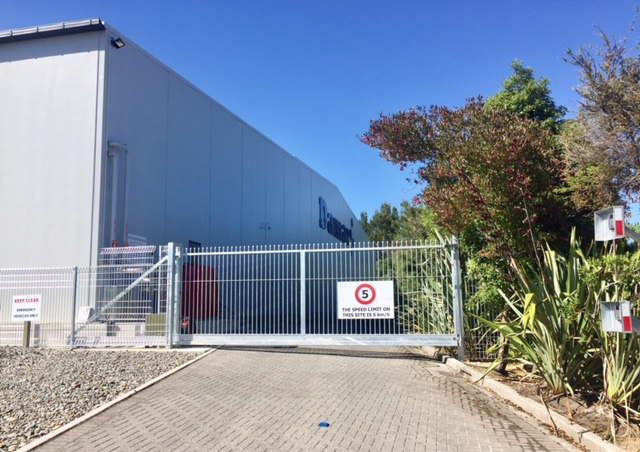 KEEP CLEAR
EMERGENCY
VEHICLES ONLY
5
THE SPEED LIMIT ON
THIS SITE IS 5 km/h